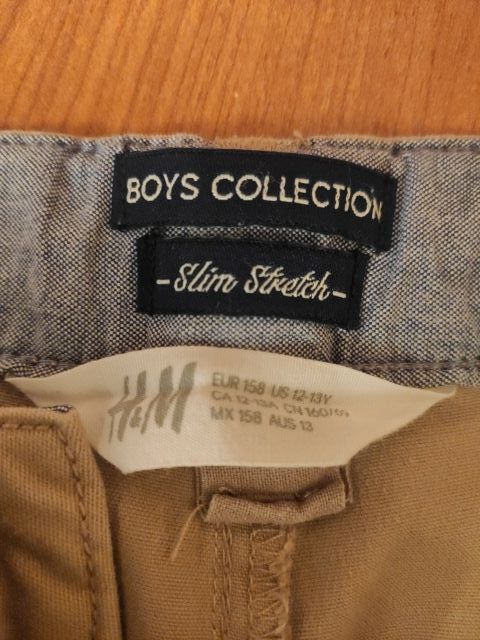 BOYS COLLECTION
-Slim Stretch-
H&M
EUR 158 US 12-13Y
CA 12-13A CN 160/69
MX 158 AUS 13